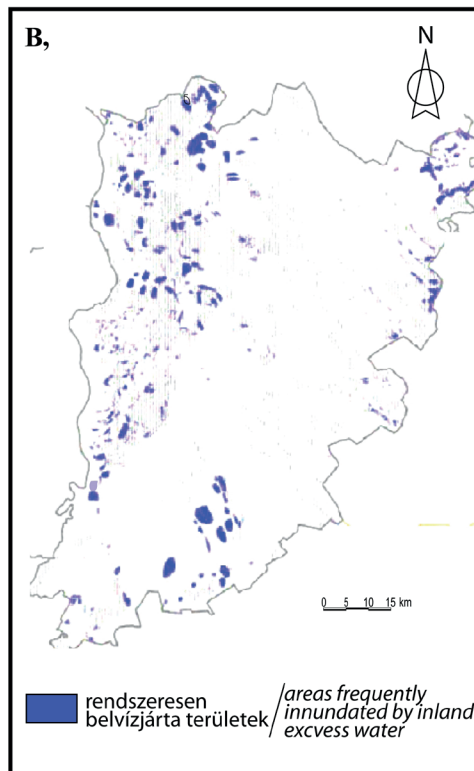 B,
N
5
0 5 10 15 km
rendszeresen
belvízjárta területek
/areas frequently
innundated by inland
excvess water